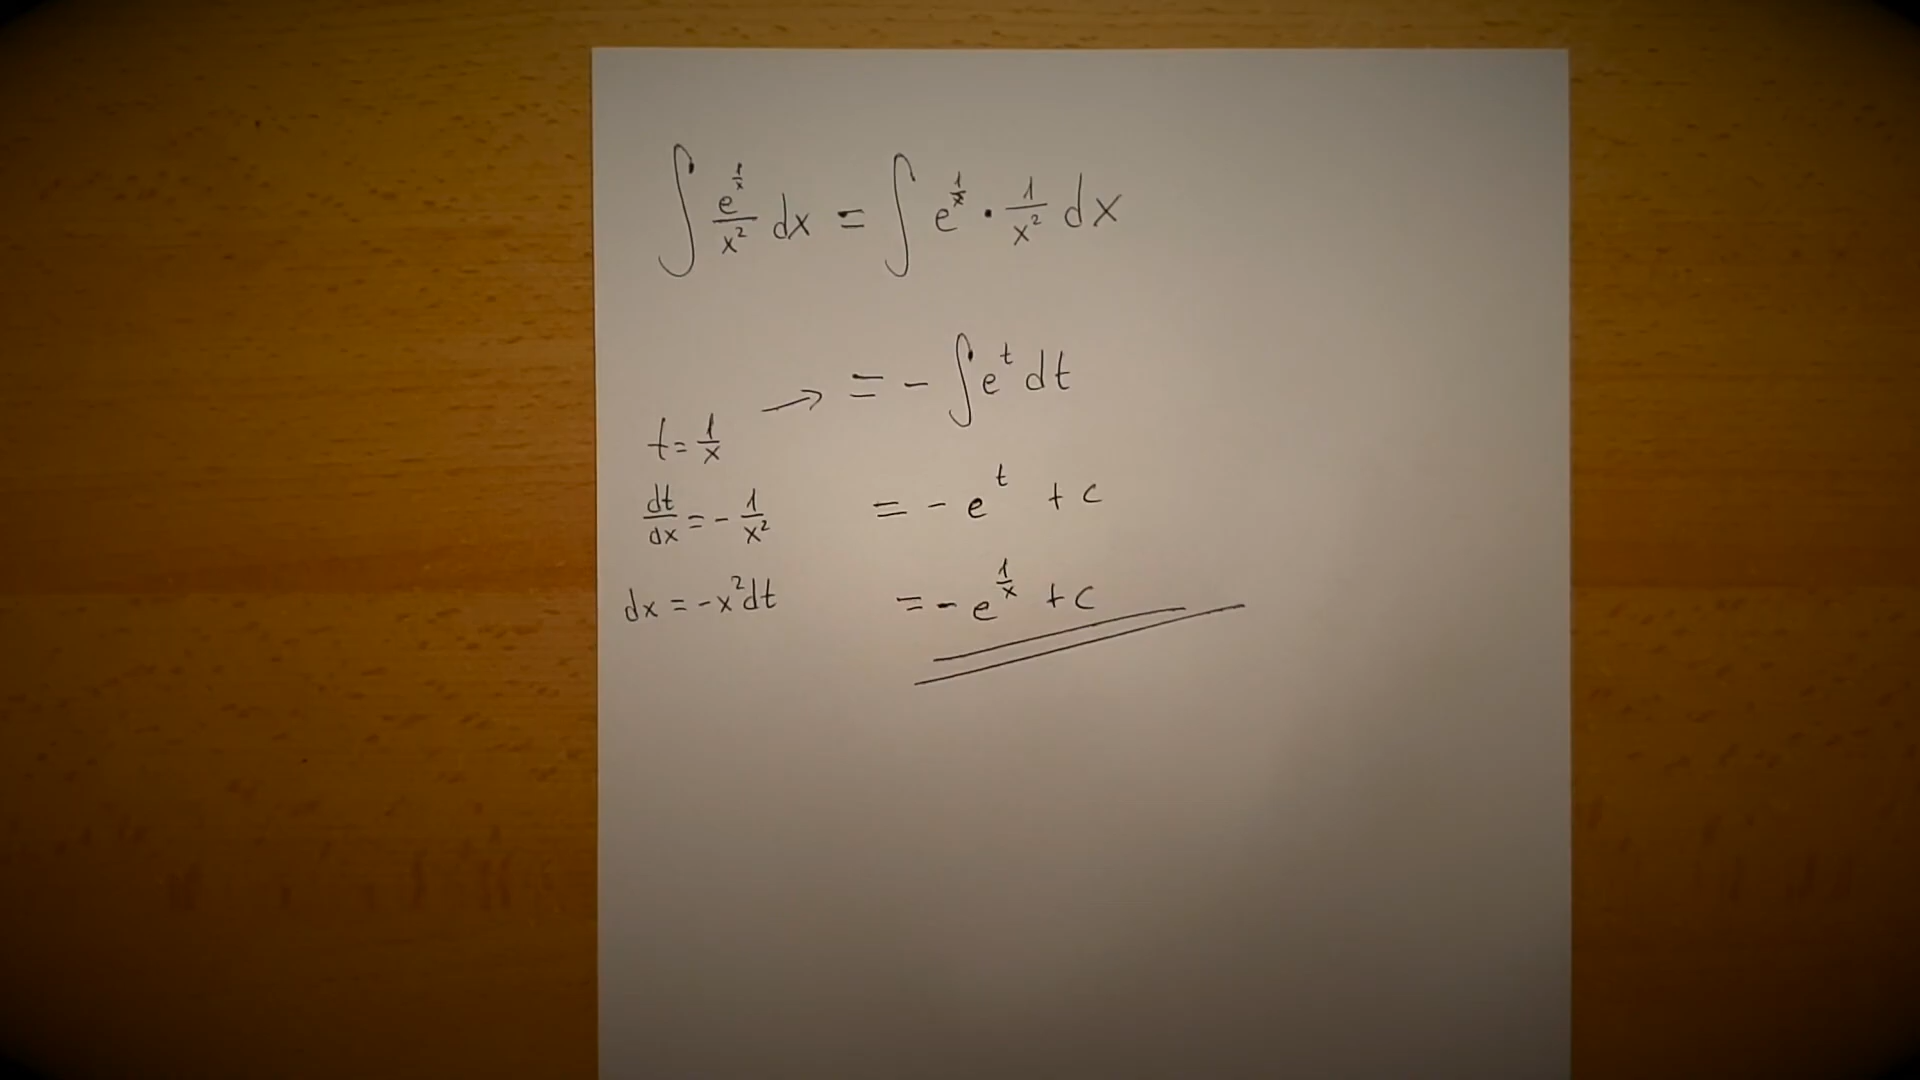 ∫ e^(1/x)/x² dx = ∫ e^(1/x) · 1/x² dx
→ = - ∫ e^t dt
t = 1/x
dt/dx = - 1/x²
= - e^t + c
dx = -x² dt
= - e^(1/x) + c